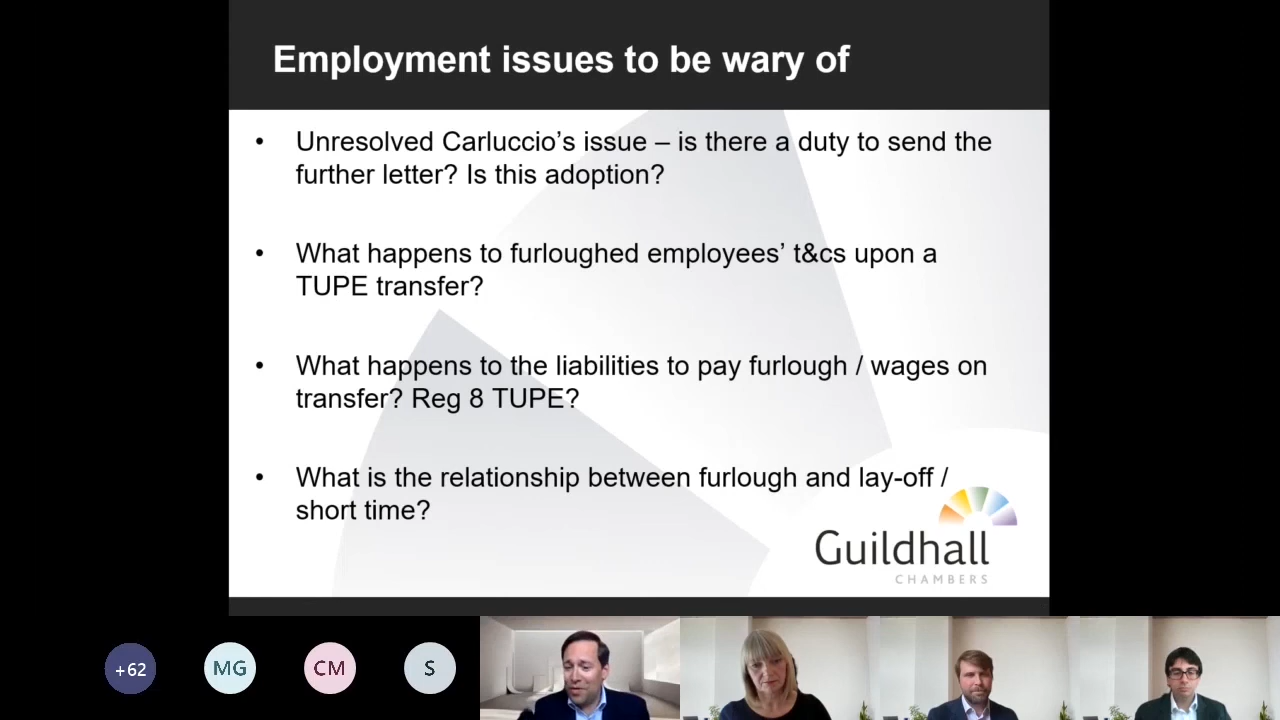 Employment issues to be wary of
• Unresolved Carluccio’s issue – is there a duty to send the
further letter? Is this adoption?
• What happens to furloughed employees’ t&cs upon a
TUPE transfer?
• What happens to the liabilities to pay furlough / wages on
transfer? Reg 8 TUPE?
• What is the relationship between furlough and lay-off /
short time?
Guildhall
CHAMBERS
+62
MG
CM
S